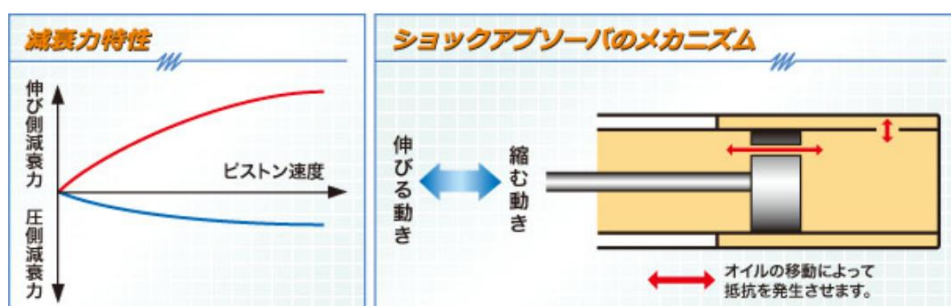 減衰力特性
伸び側減衰力
ピストン速度
圧側減衰力
ショックアブソーバのメカニズム
伸びる動き
縮む動き
オイルの移動によって
抵抗を発生させます。